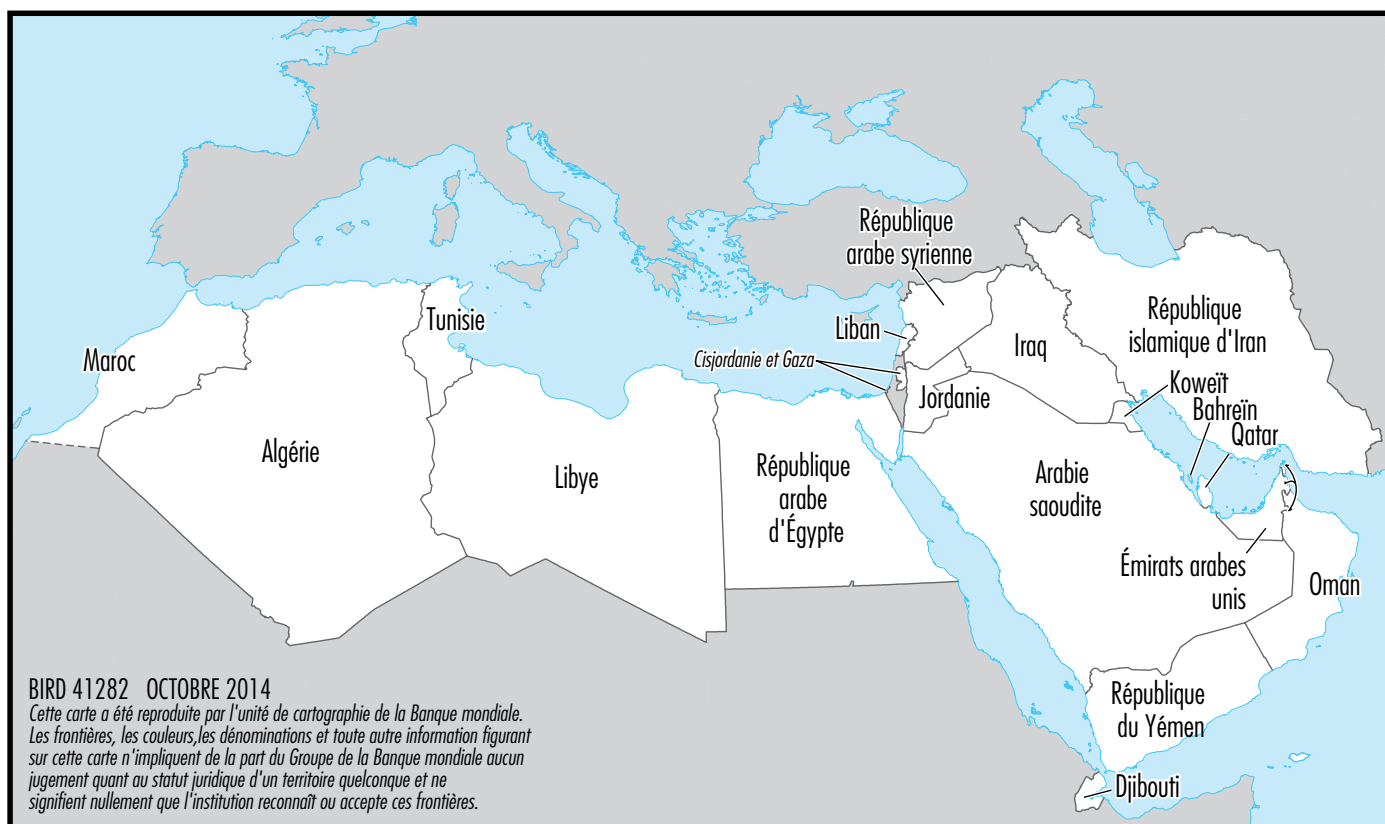 République
arabe syrienne
Tunisie
Liban
Maroc
Cisjordanie et Gaza
Iraq
République
islamique d'Iran
Koweït
Jordanie
Bahreïn
Qatar
Algérie
Libye
République
arabe
d'Égypte
Arabie
saoudite
Émirats arabes
unis
Oman
République
du Yémen
Djibouti
BIRD 41282 OCTOBRE 2014
Cette carte a été reproduite par l'unité de cartographie de la Banque mondiale.
Les frontières, les couleurs,les dénominations et toute autre information figurant
sur cette carte n'impliquent de la part du Groupe de la Banque mondiale aucun
jugement quant au statut juridique d'un territoire quelconque et ne
signifient nullement que l'institution reconnaît ou accepte ces frontières.